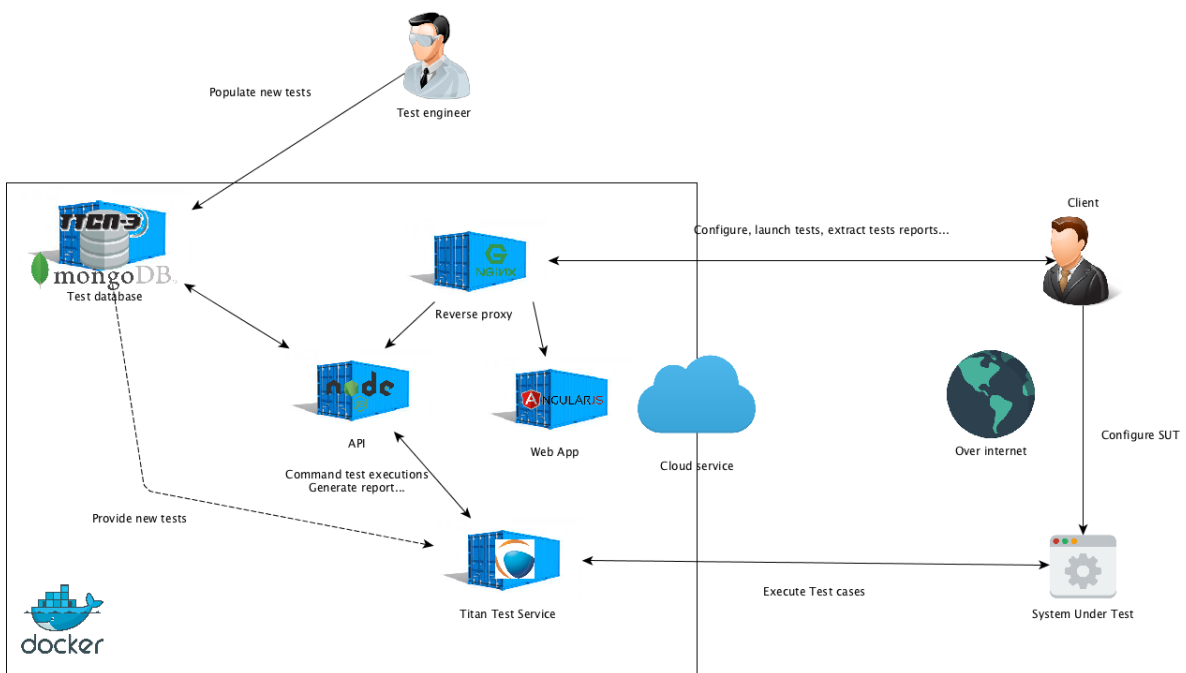 Populate new tests
Test engineer
TTCN-3
mongoDB
Test database
NGINX
Reverse proxy
Configure, launch tests, extract tests reports...
Client
node
API
ANGULARJS
Web App
Cloud service
Over internet
Configure SUT
Command test executions
Generate report...
Provide new tests
Titan Test Service
Execute Test cases
System Under Test
docker